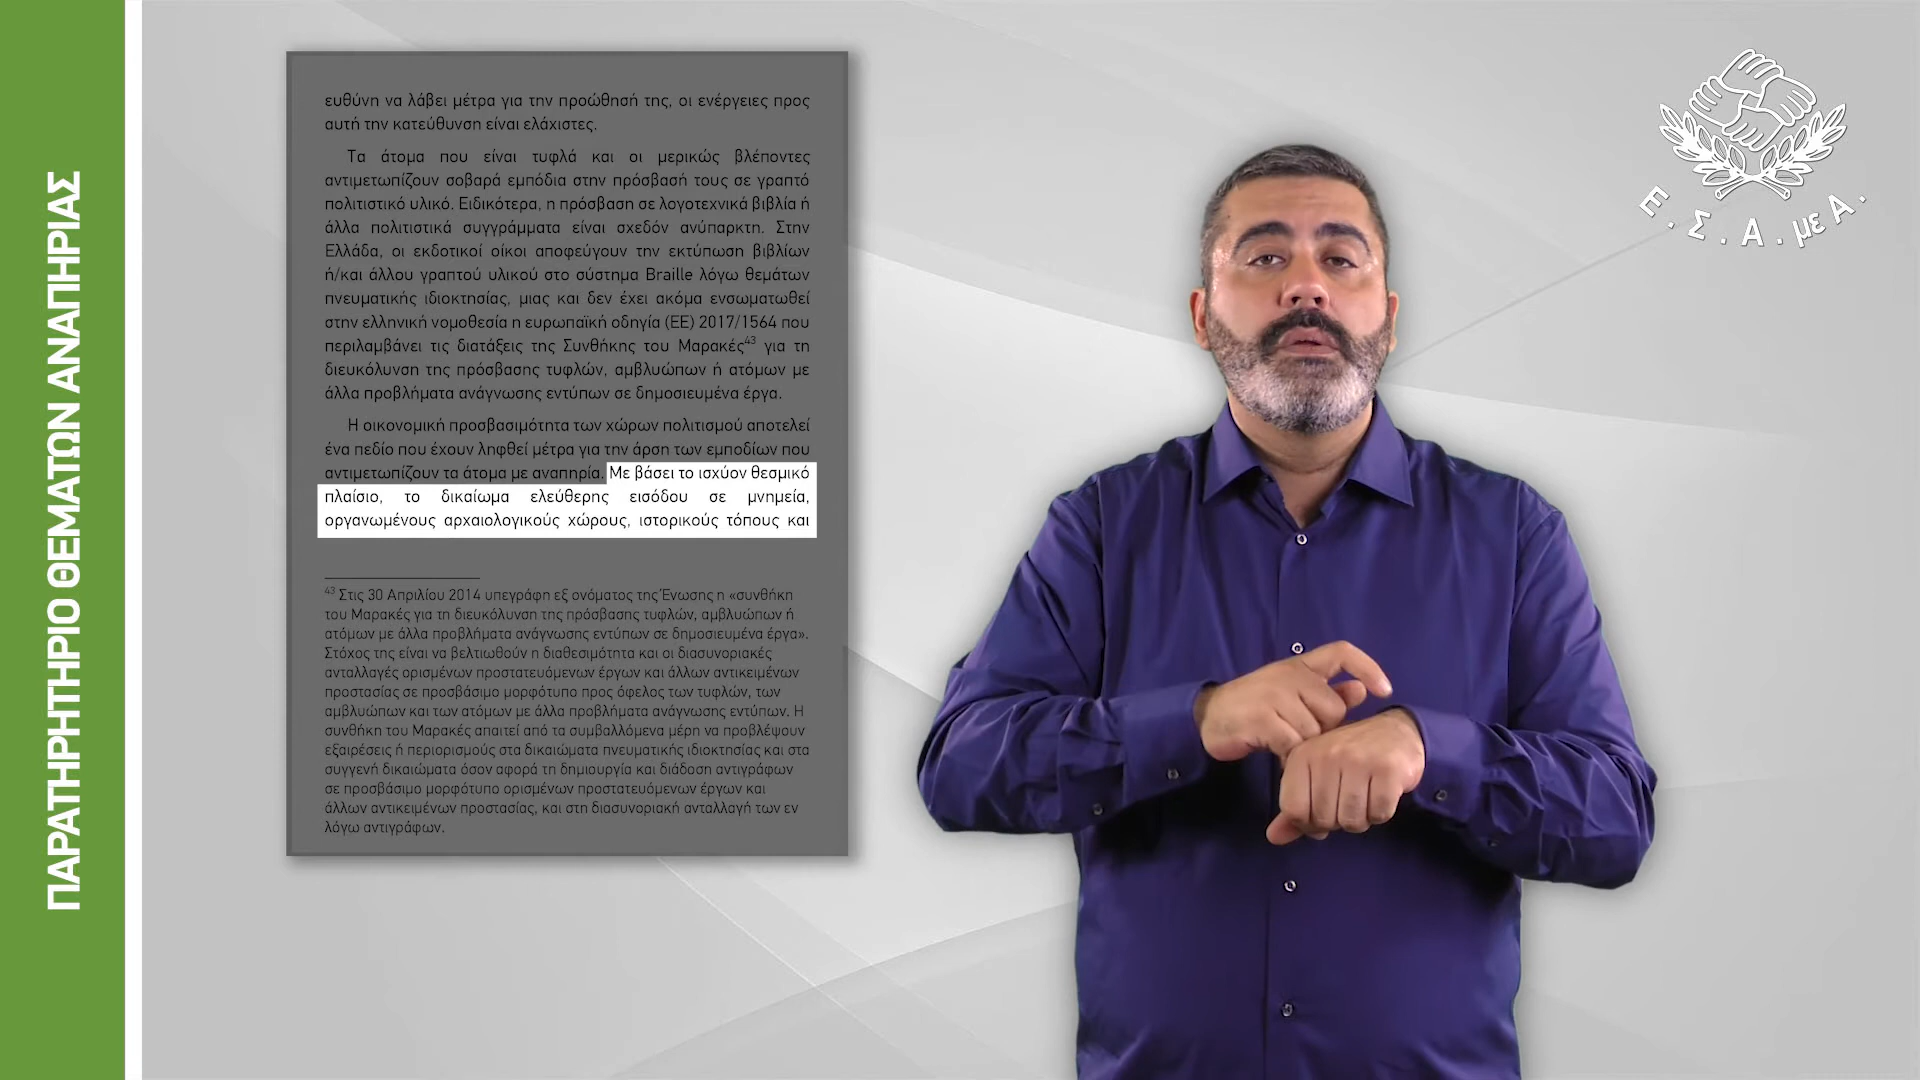 ΠΑΡΑΤΗΡΗΤΗΡΙΟ ΘΕΜΑΤΩΝ ΑΝΑΠΗΡΙΑΣ
ευθύνη να λάβει μέτρα για την προώθησή της, οι ενέργειες προς
αυτή την κατεύθυνση είναι ελάχιστες.
Τα άτομα που είναι τυφλά και οι μερικώς βλέποντες
αντιμετωπίζουν σοβαρά εμπόδια στην πρόσβασή τους σε γραπτό
πολιτιστικό υλικό. Ειδικότερα, η πρόσβαση σε λογοτεχνικά βιβλία ή
άλλα πολιτιστικά συγγράμματα είναι σχεδόν ανύπαρκτη. Στην
Ελλάδα, οι εκδοτικοί οίκοι αποφεύγουν την εκτύπωση βιβλίων
ή/και άλλου γραπτού υλικού στο σύστημα Braille λόγω θεμάτων
πνευματικής ιδιοκτησίας, μιας και δεν έχει ακόμα ενσωματωθεί
στην ελληνική νομοθεσία η ευρωπαϊκή οδηγία (ΕΕ) 2017/1564 που
περιλαμβάνει τις διατάξεις της Συνθήκης του Μαρακές43 για τη
διευκόλυνση της πρόσβασης τυφλών, αμβλυώπων ή ατόμων με
άλλα προβλήματα ανάγνωσης εντύπων σε δημοσιευμένα έργα.
Η οικονομική προσβασιμότητα των χώρων πολιτισμού αποτελεί
ένα πεδίο που έχουν ληφθεί μέτρα για την άρση των εμποδίων που
αντιμετωπίζουν τα άτομα με αναπηρία. Με βάσει το ισχύον θεσμικό
πλαίσιο, το δικαίωμα ελεύθερης εισόδου σε μνημεία,
οργανωμένους αρχαιολογικούς χώρους, ιστορικούς τόπους και
43 Στις 30 Απριλίου 2014 υπεγράφη εξ ονόματος της Ένωσης η «συνθήκη
του Μαρακές για τη διευκόλυνση της πρόσβασης τυφλών, αμβλυώπων ή
ατόμων με άλλα προβλήματα ανάγνωσης εντύπων σε δημοσιευμένα έργα».
Στόχος της είναι να βελτιωθούν η διαθεσιμότητα και οι διασυνοριακές
ανταλλαγές ορισμένων προστατευόμενων έργων και άλλων αντικειμένων
προστασίας σε προσβάσιμο μορφότυπο προς όφελος των τυφλών, των
αμβλυώπων και των ατόμων με άλλα προβλήματα ανάγνωσης εντύπων. Η
συνθήκη του Μαρακές απαιτεί από τα συμβαλλόμενα μέρη να προβλέψουν
εξαιρέσεις ή περιορισμούς στα δικαιώματα πνευματικής ιδιοκτησίας και στα
συγγενή δικαιώματα όσον αφορά τη δημιουργία και διάδοση αντιγράφων
σε προσβάσιμο μορφότυπο ορισμένων προστατευόμενων έργων και
άλλων αντικειμένων προστασίας, και στη διασυνοριακή ανταλλαγή των εν
λόγω αντιγράφων.
Ε.Σ.Α.μεΑ.